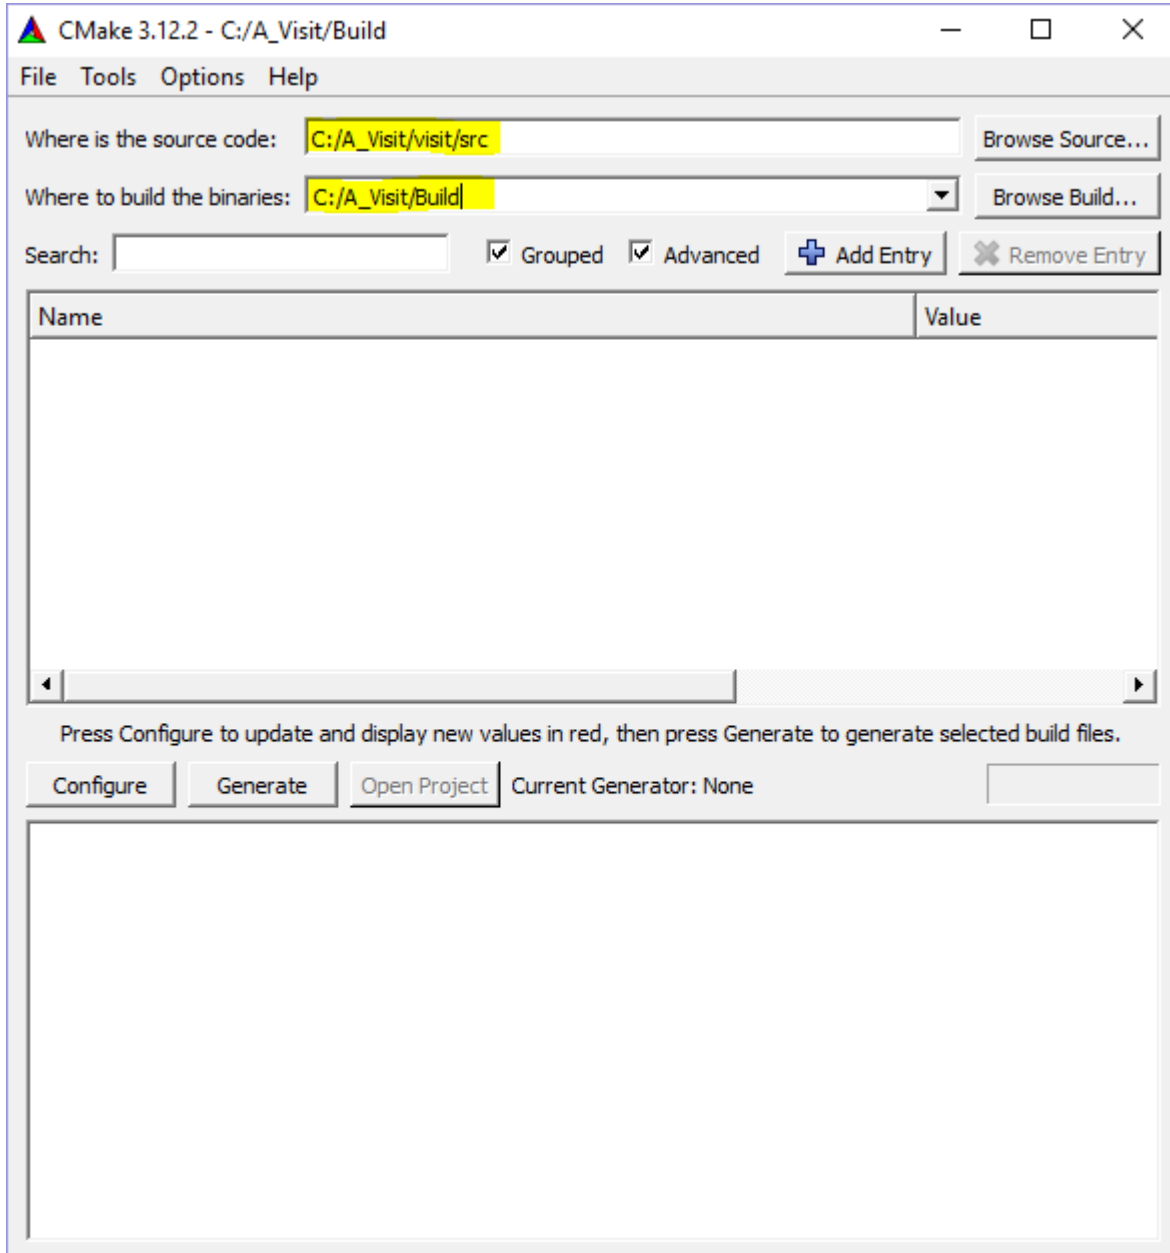 CMake 3.12.2 - C:/A_Visit/Build
File Tools Options Help
Where is the source code: C:/A_Visit/visit/src Browse Source...
Where to build the binaries: C:/A_Visit/Build Browse Build...
Search: Grouped Advanced Add Entry Remove Entry
Name Value
Press Configure to update and display new values in red, then press Generate to generate selected build files.
Configure Generate Open Project Current Generator: None